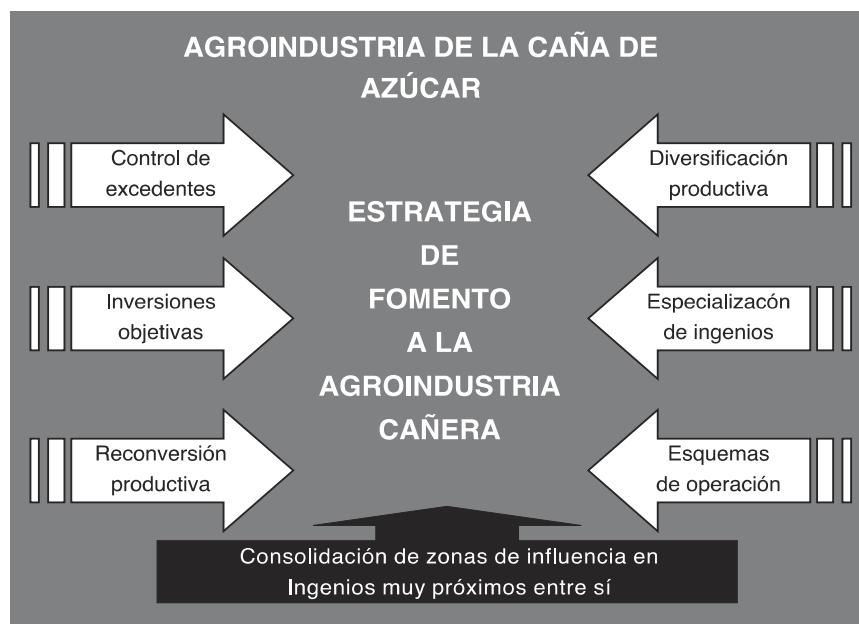 AGROINDUSTRIA DE LA CAÑA DE
AZÚCAR
Control de
excedentes
Diversificación
productiva
ESTRATEGIA
DE
FOMENTO
A LA
AGROINDUSTRIA
CAÑERA
Inversiones
objetivas
Especializacón
de ingenios
Reconversión
productiva
Esquemas
de operación
Consolidación de zonas de influencia en
Ingenios muy próximos entre sí